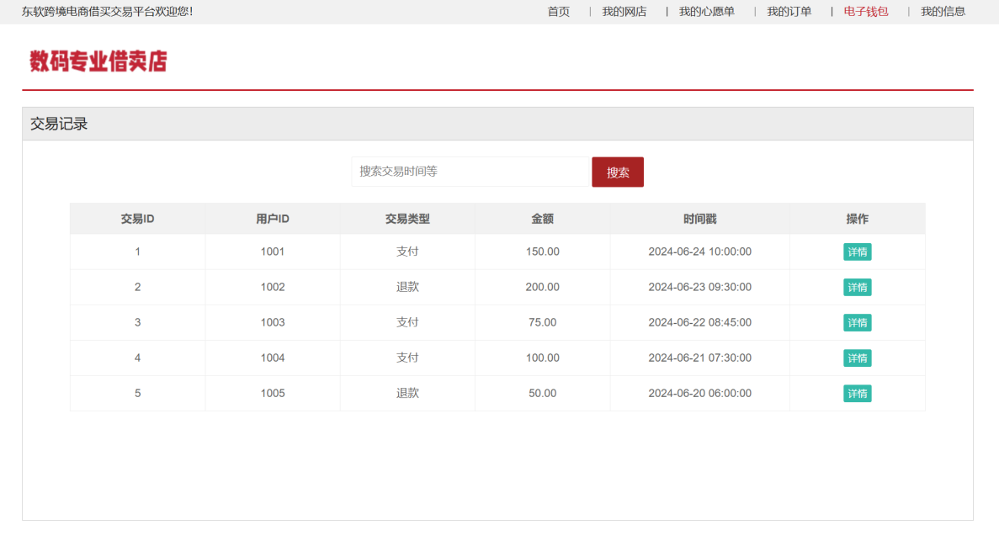 东软跨境电商借买交易平台欢迎您！ 首页 | 我的网店 | 我的心愿单 | 我的订单 | 电子钱包 | 我的信息
数码专业借卖店
交易记录
搜索交易时间等 搜索
交易ID 用户ID 交易类型 金额 时间戳 操作
1 1001 支付 150.00 2024-06-24 10:00:00 详情
2 1002 退款 200.00 2024-06-23 09:30:00 详情
3 1003 支付 75.00 2024-06-22 08:45:00 详情
4 1004 支付 100.00 2024-06-21 07:30:00 详情
5 1005 退款 50.00 2024-06-20 06:00:00 详情